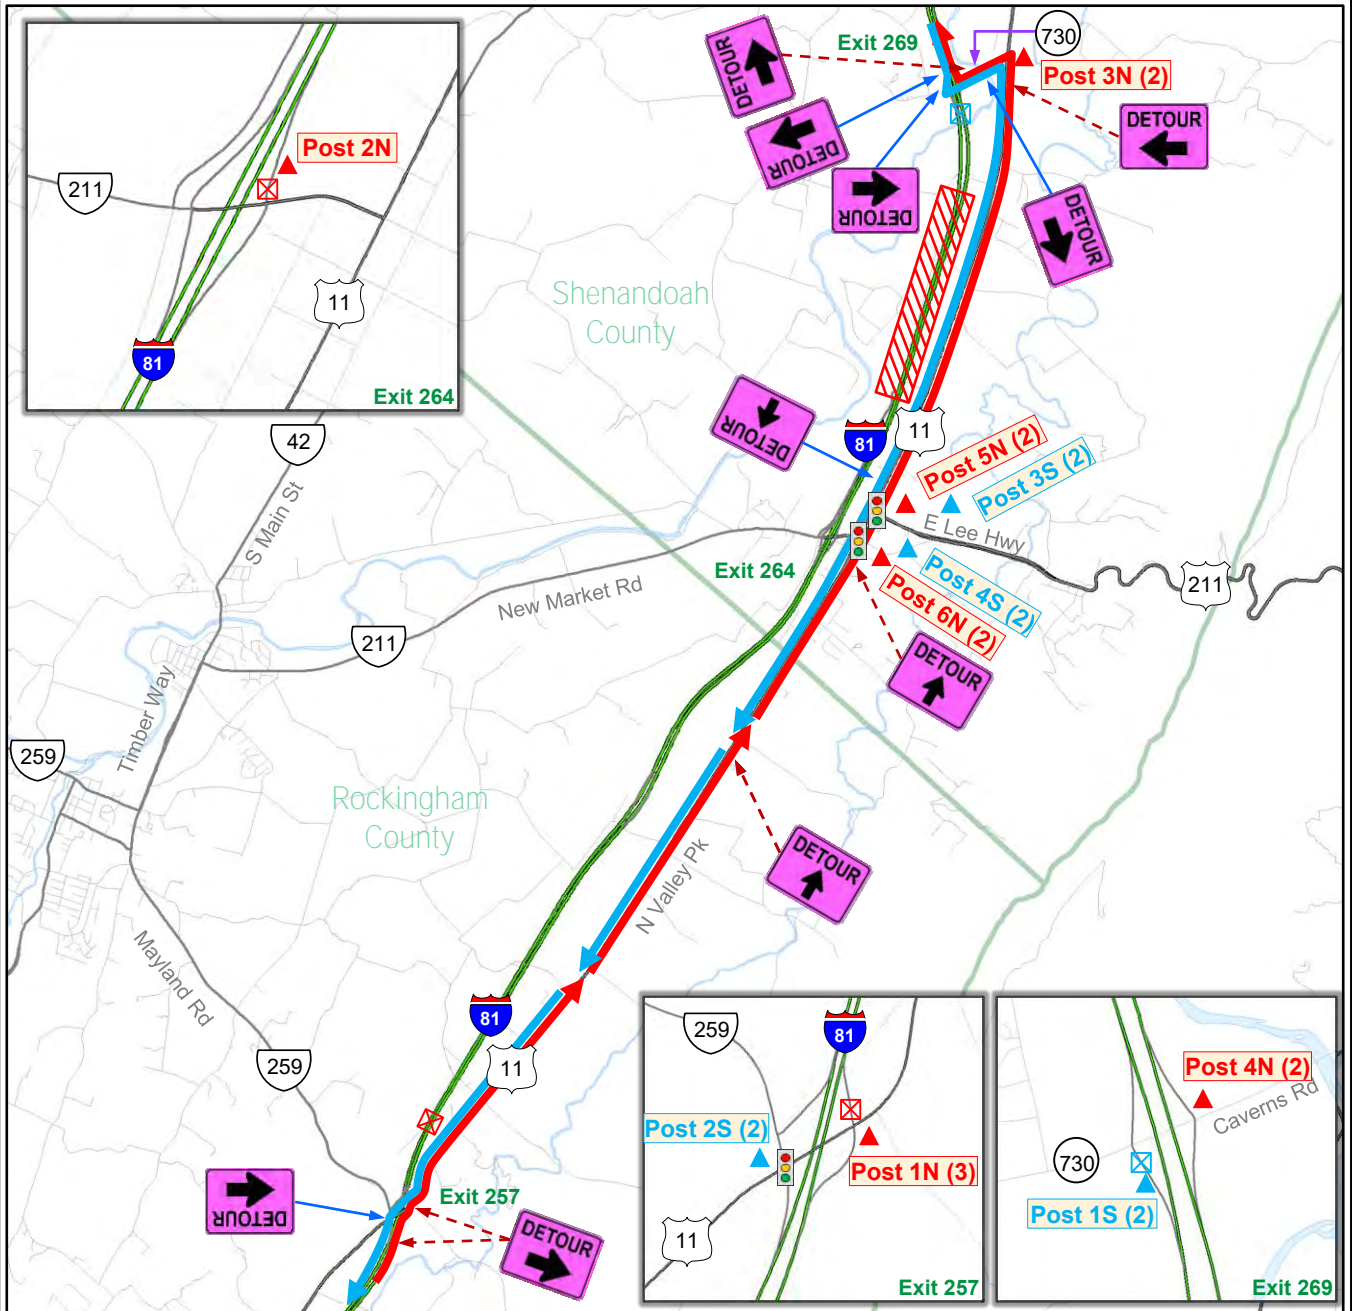 Exit 269
730
Post 3N (2)
DETOUR
DETOUR
DETOUR
DETOUR
DETOUR
Post 2N
211
11
81
Exit 264
Shenandoah
County
42
S Main St
DETOUR
81
11
Post 5N (2)
Post 3S (2)
E Lee Hwy
Exit 264
Post 4S (2)
Post 6N (2)
211
New Market Rd
211
DETOUR
Timber Way
259
Rockingham
County
DETOUR
N Valley Pk
Mayland Rd
81
11
259
Exit 257
DETOUR
DETOUR
259
81
Post 2S (2)
Post 1N (3)
11
Exit 257
Post 4N (2)
Caverns Rd
730
Post 1S (2)
Exit 269